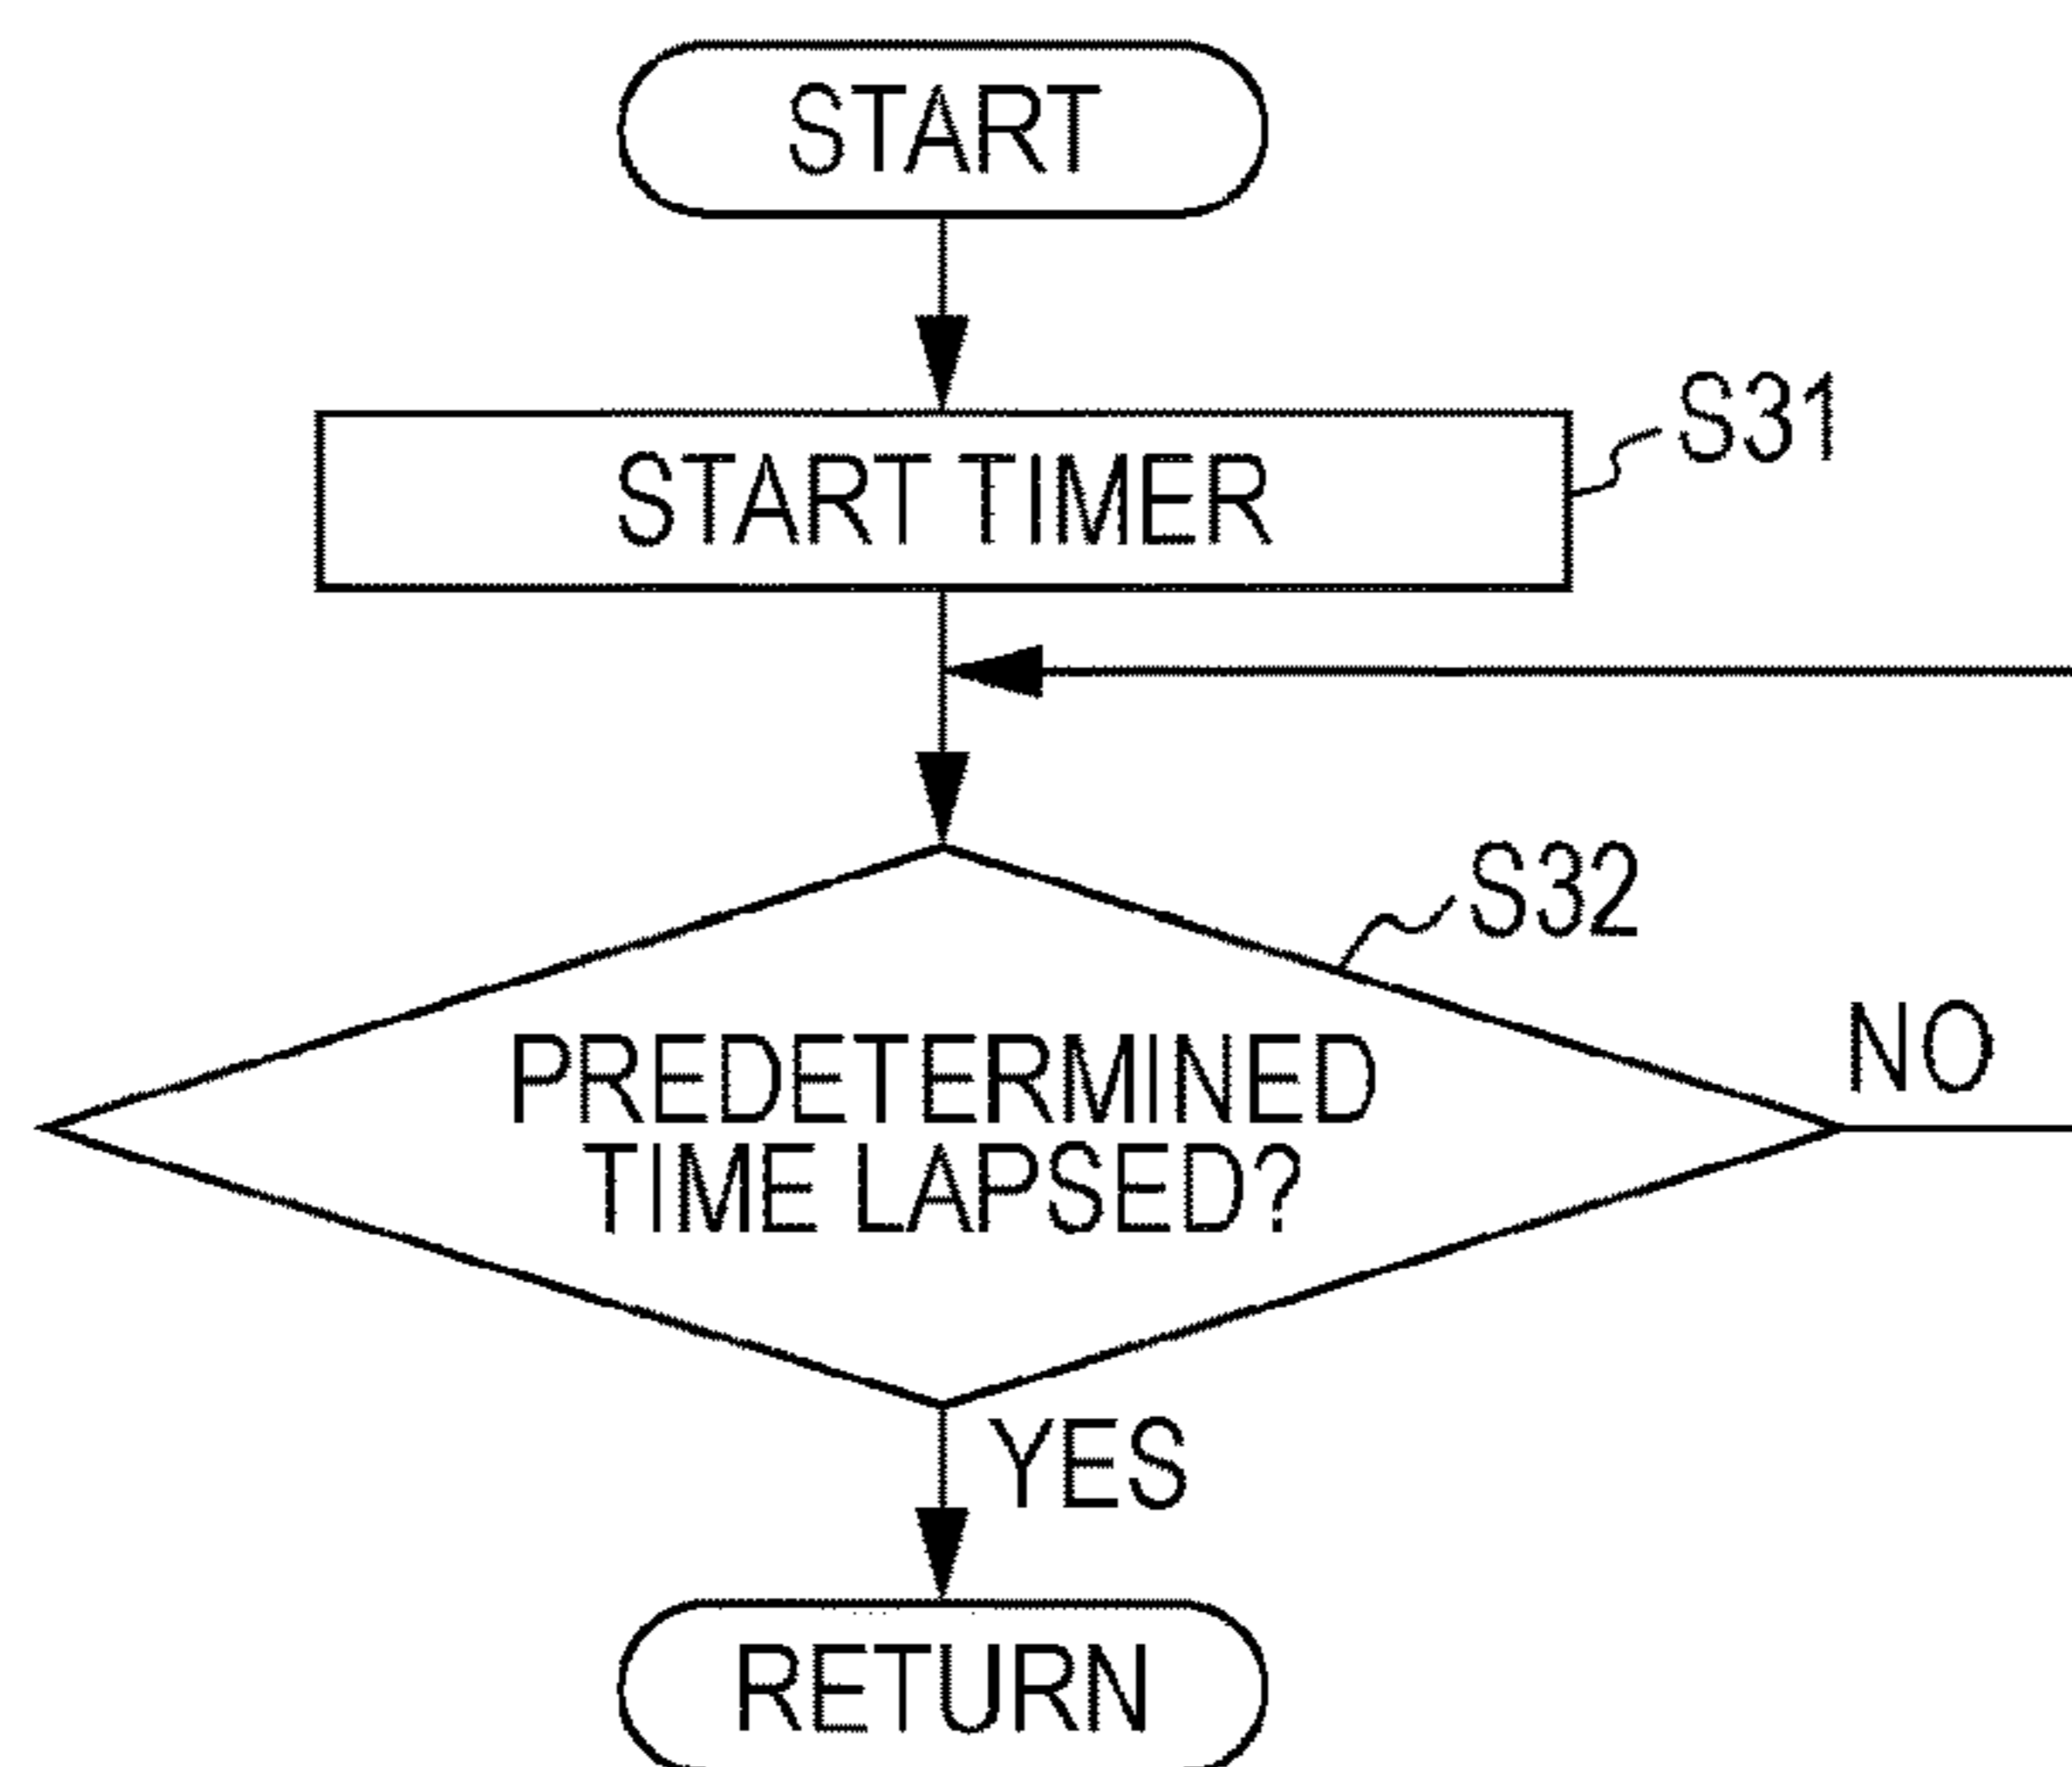 START
START TIMER
S31
S32
PREDETERMINED
TIME LAPSED?
NO
YES
RETURN